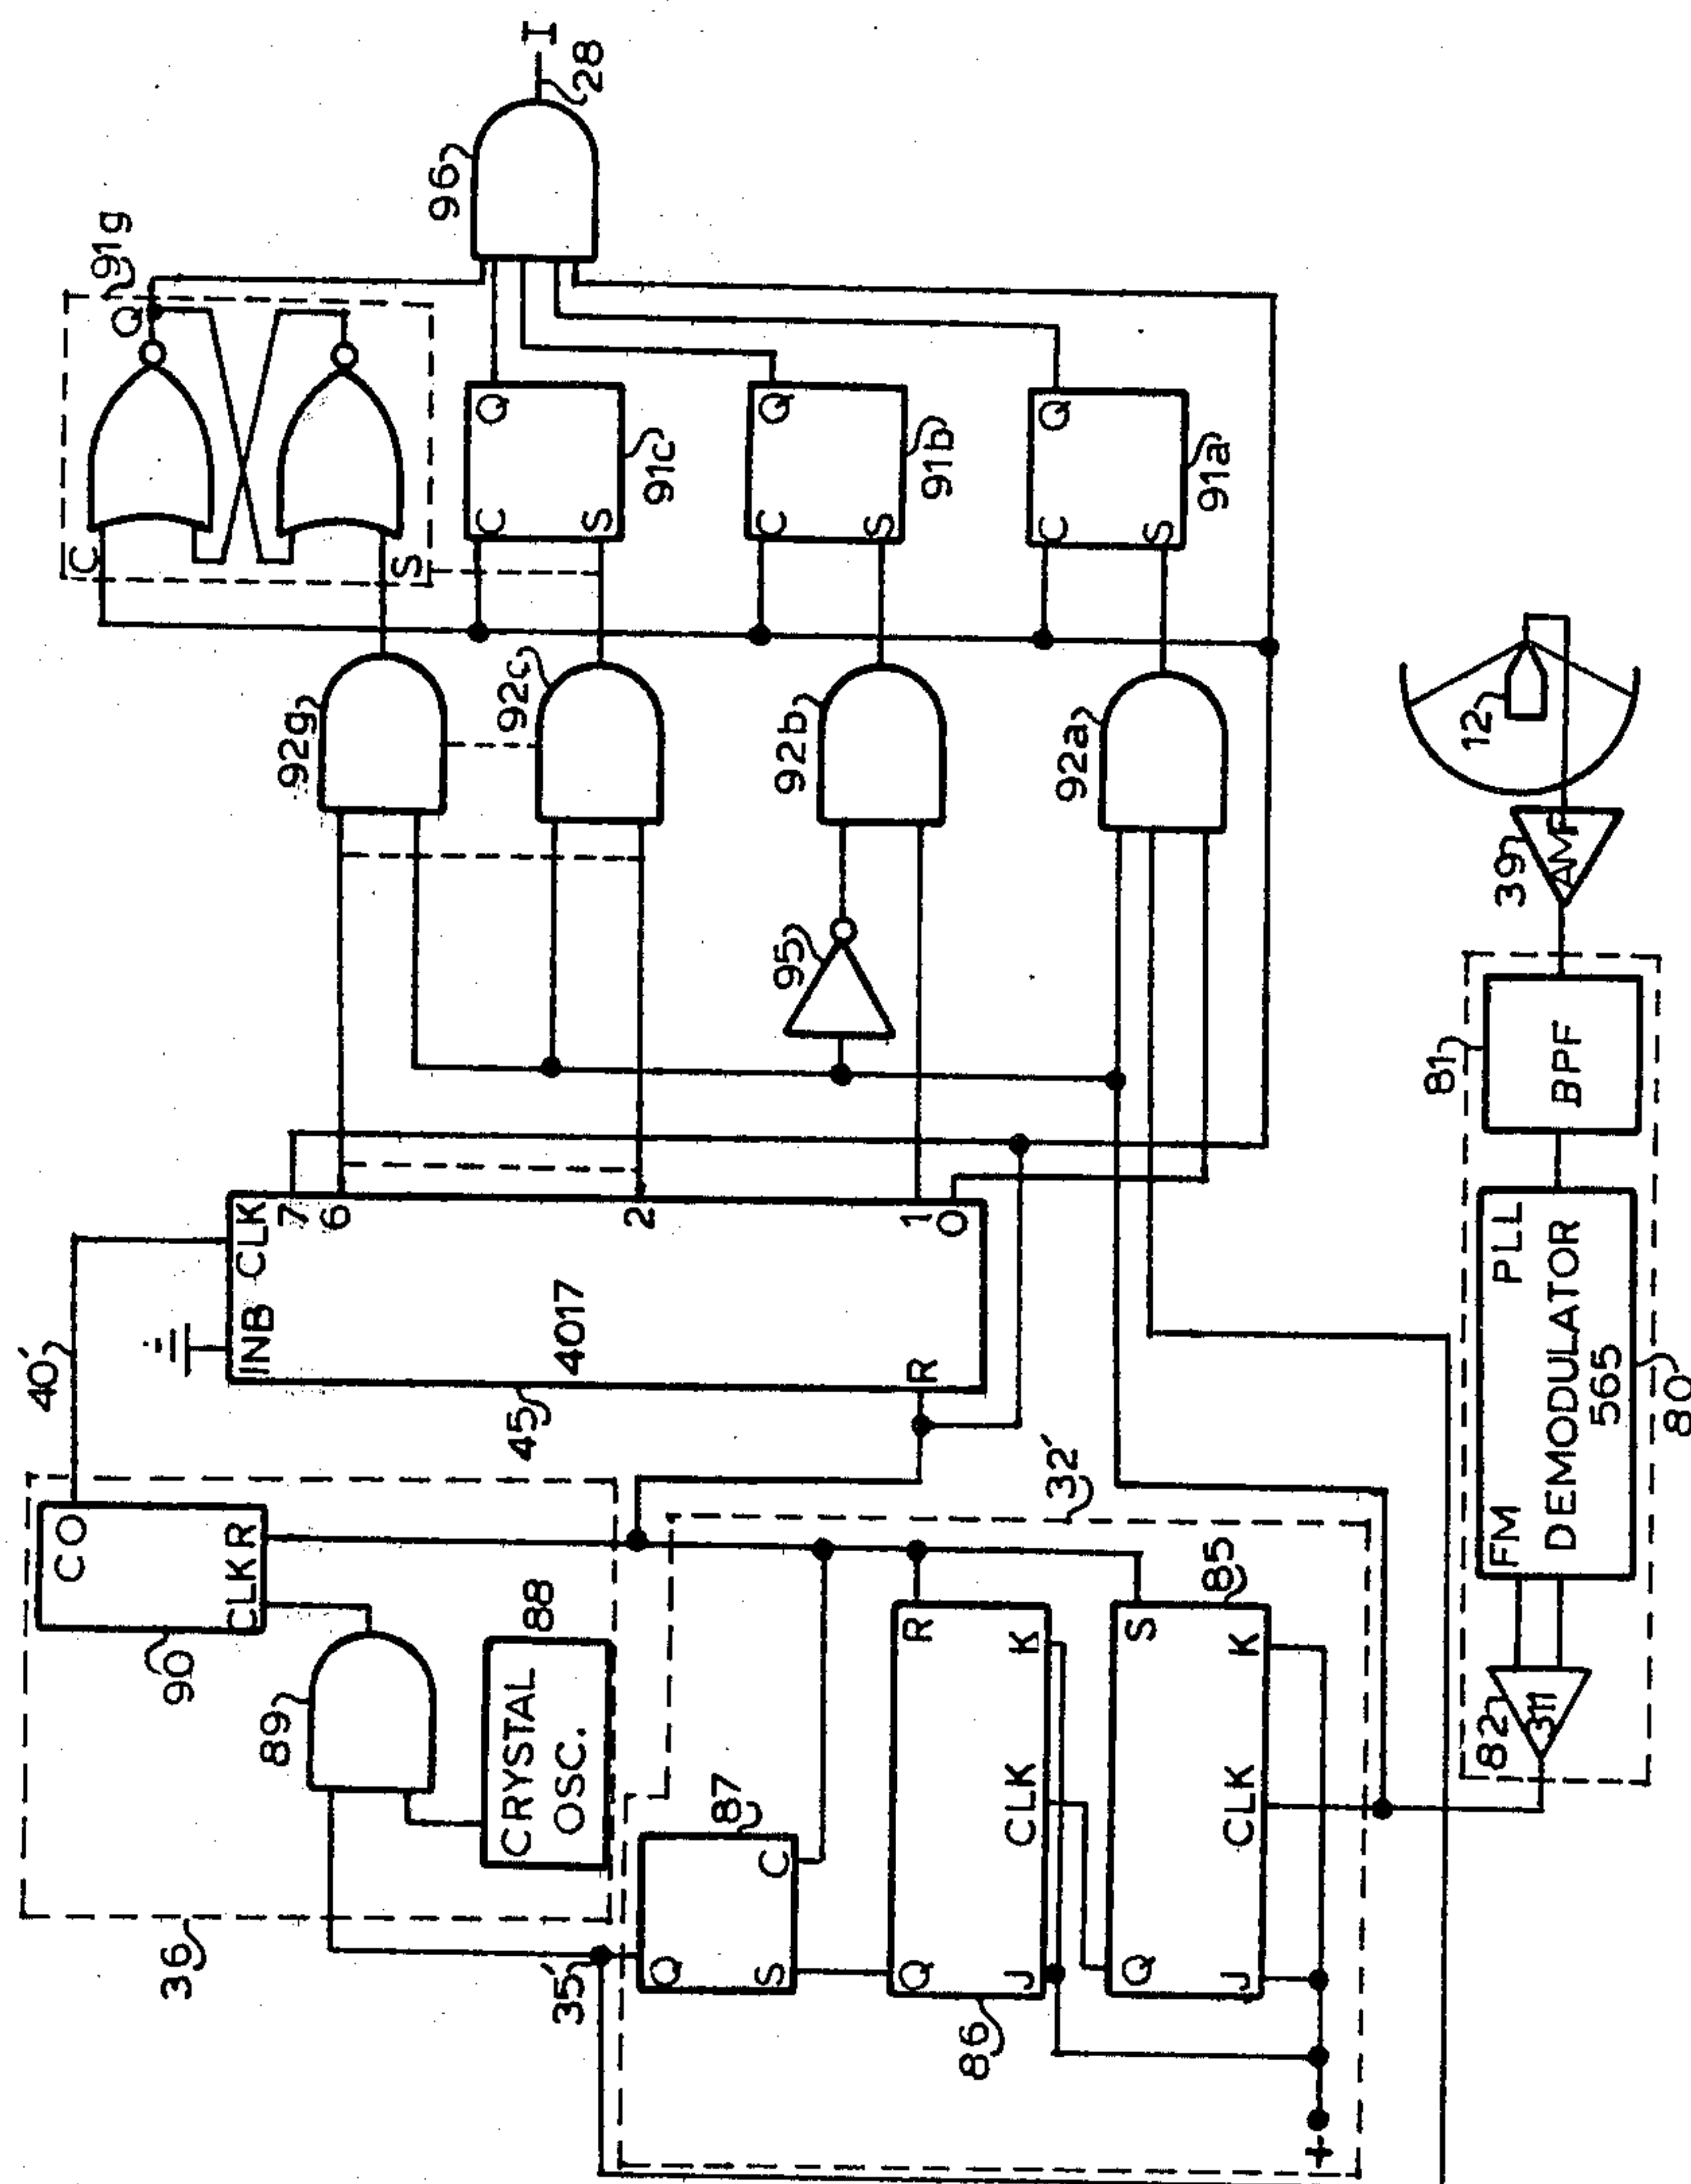 36
90
C O
CLK R
40'
89
CRYSTAL
OSC.
88
35'
Q
87
S
C
Q
R
86
J
CLK
K
Q
S
85
J
CLK
K
+
32'
INB CLK
7
6
4017
2
45
R
1
0
95
92g
92c
92b
92a
91g
C
Q
S
C
Q
S
91c
C
Q
S
91b
C
Q
S
91a
96
28
I
12
39
AMP
81
BPF
FM PLL
DEMODULATOR
565
80
82
311